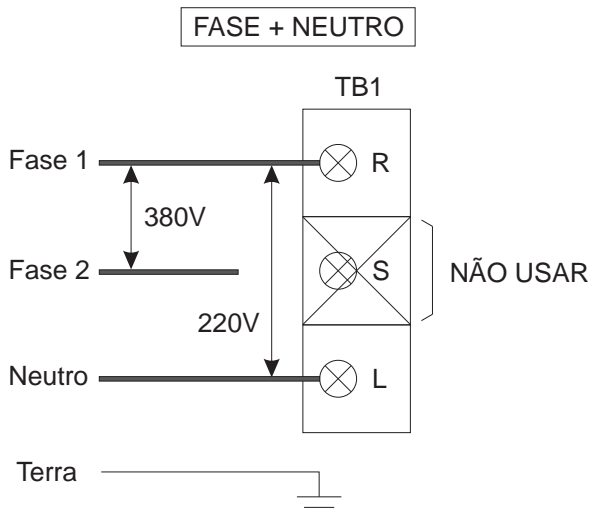 FASE + NEUTRO
TB1
Fase 1
R
380V
Fase 2
S
NÃO USAR
220V
Neutro
L
Terra